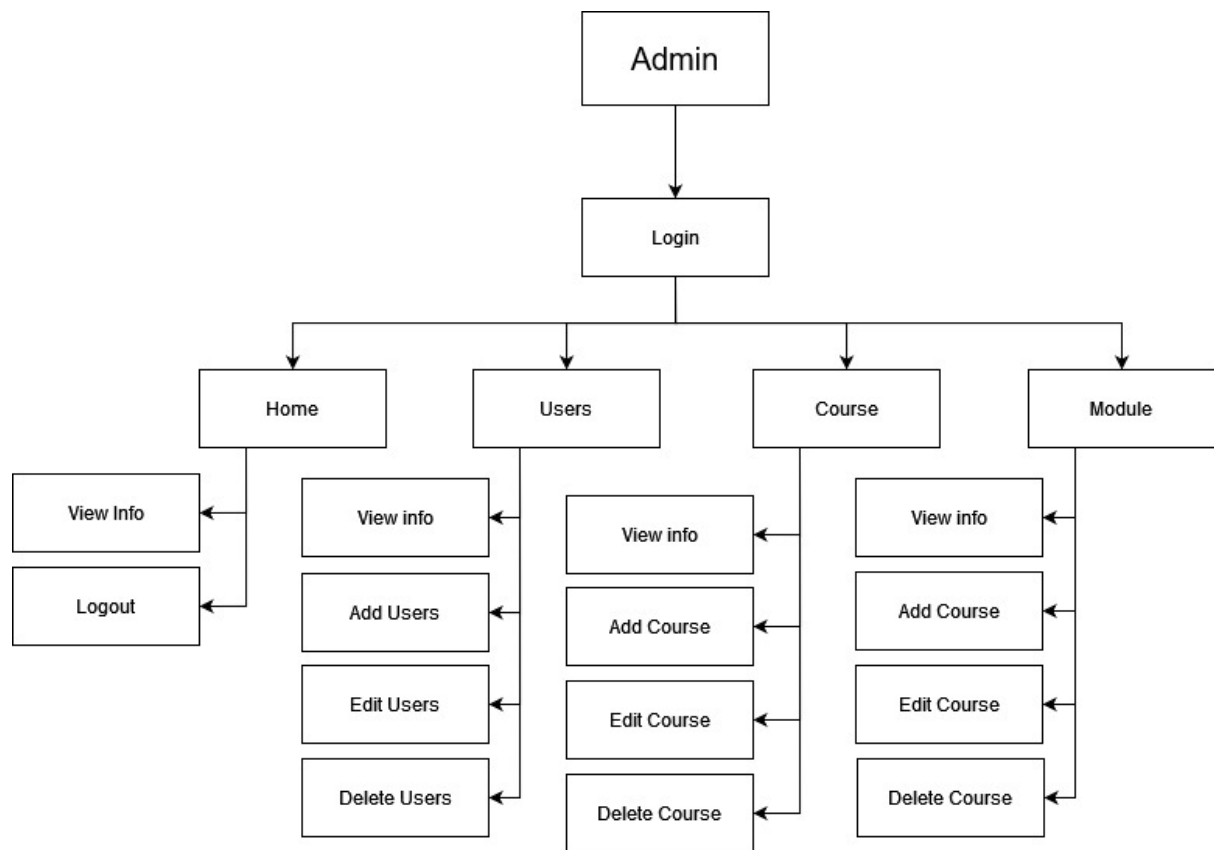 Admin
Login
Home
Users
Course
Module
View Info
Logout
View info
Add Users
Edit Users
Delete Users
View info
Add Course
Edit Course
Delete Course
View info
Add Course
Edit Course
Delete Course